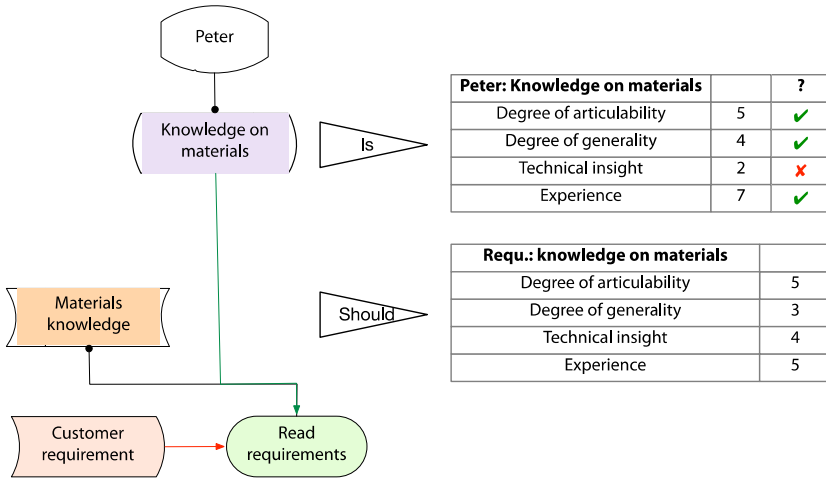 Peter
Knowledge on
materials
Is
Peter: Knowledge on materials ?
Degree of articulability 5 ✔
Degree of generality 4 ✔
Technical insight 2 ✘
Experience 7 ✔
Requ.: knowledge on materials
Degree of articulability 5
Degree of generality 3
Technical insight 4
Experience 5
Should
Materials
knowledge
Customer
requirement
Read
requirements